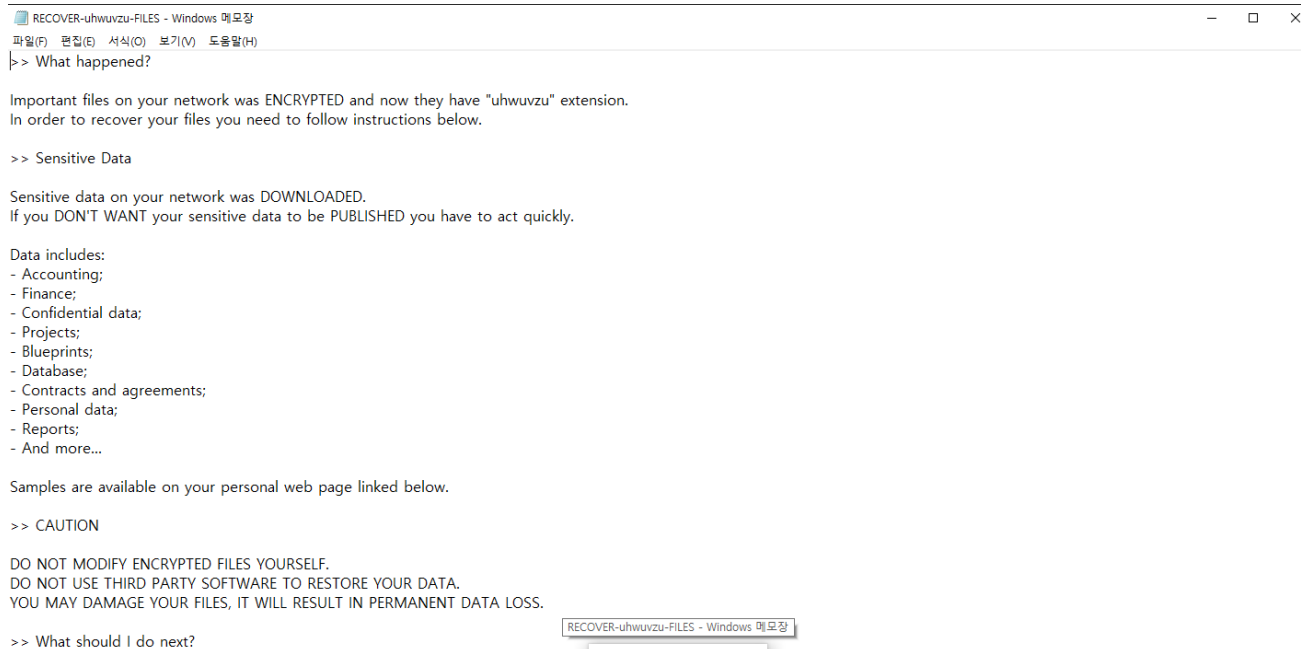 RECOVER-uhwuvzu-FILES - Windows 메모장
파일(F) 편집(E) 서식(O) 보기(V) 도움말(H)
>> What happened?
Important files on your network was ENCRYPTED and now they have "uhwuvzu" extension.
In order to recover your files you need to follow instructions below.
>> Sensitive Data
Sensitive data on your network was DOWNLOADED.
If you DON'T WANT your sensitive data to be PUBLISHED you have to act quickly.
Data includes:
- Accounting;
- Finance;
- Confidential data;
- Projects;
- Blueprints;
- Database;
- Contracts and agreements;
- Personal data;
- Reports;
- And more...
Samples are available on your personal web page linked below.
>> CAUTION
DO NOT MODIFY ENCRYPTED FILES YOURSELF.
DO NOT USE THIRD PARTY SOFTWARE TO RESTORE YOUR DATA.
YOU MAY DAMAGE YOUR FILES, IT WILL RESULT IN PERMANENT DATA LOSS.
RECOVER-uhwuvzu-FILES - Windows 메모장
>> What should I do next?